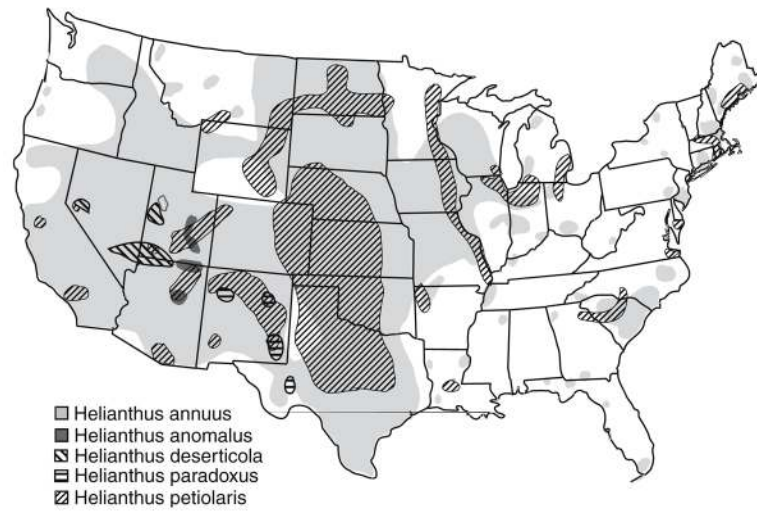 Helianthus annuus
Helianthus anomalus
Helianthus deserticola
Helianthus paradoxus
Helianthus petiolaris